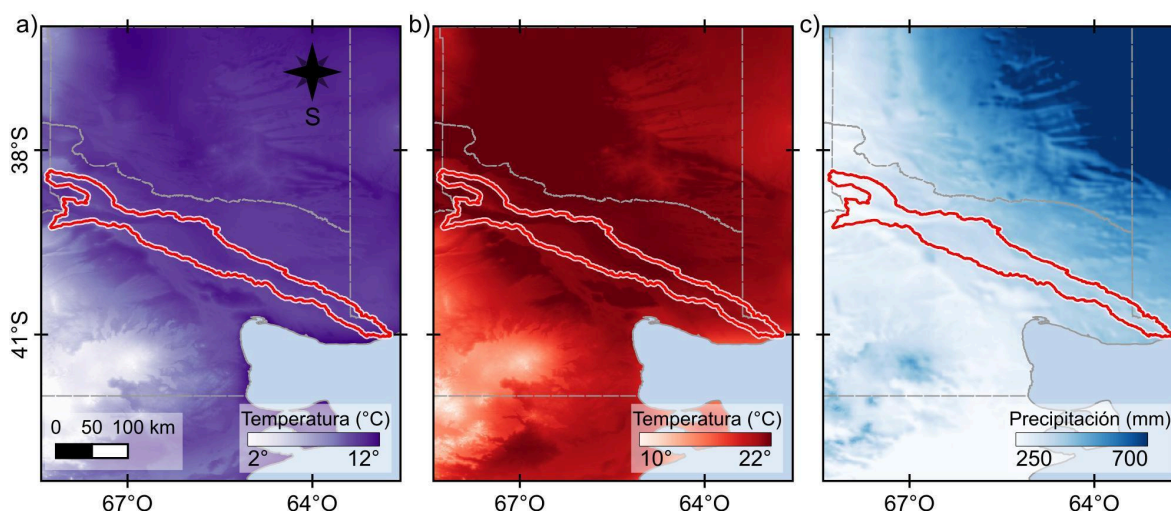 a)
b)
c)
S
38°S
41°S
0 50 100 km
Temperatura (°C)
2° 12°
Temperatura (°C)
10° 22°
Precipitación (mm)
250 700
67°O 64°O
67°O 64°O
67°O 64°O